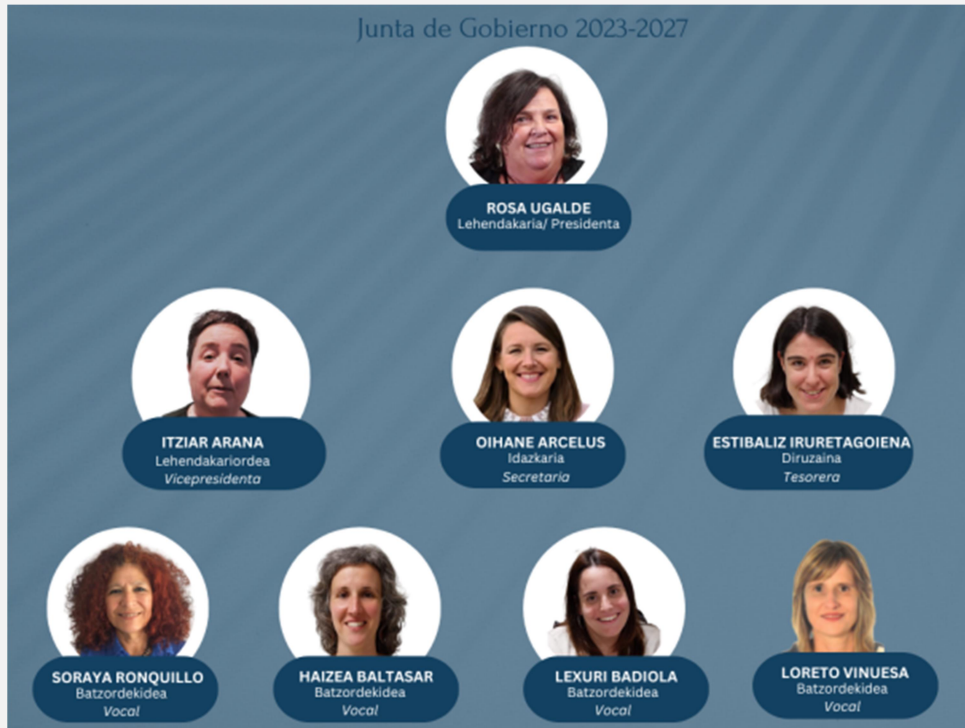 Junta de Gobierno 2023-2027
ROSA UGALDE
Lehendakaria/ Presidenta
ITZIAR ARANA
Lehendakariordea
Vicepresidenta
OIHANE ARCELUS
Idazkaria
Secretaria
ESTIBALIZ IRURETAGOIENA
Diruzaina
Tesorera
SORAYA RONQUILLO
Batzordekidea
Vocal
HAIZEA BALTASAR
Batzordekidea
Vocal
LEXURI BADIOLA
Batzordekidea
Vocal
LORETO VINUESA
Batzordekidea
Vocal